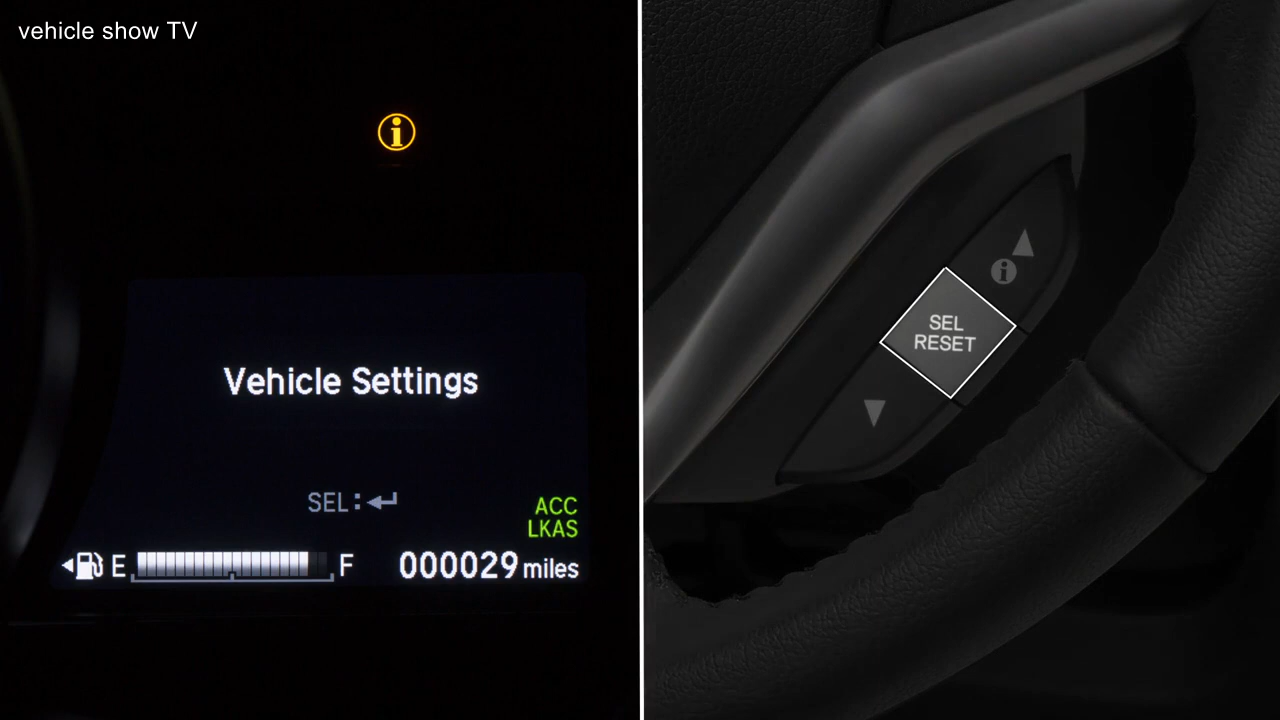 vehicle show TV
Vehicle Settings
SEL:
ACC
LKAS
E F 000029 miles
SEL
RESET